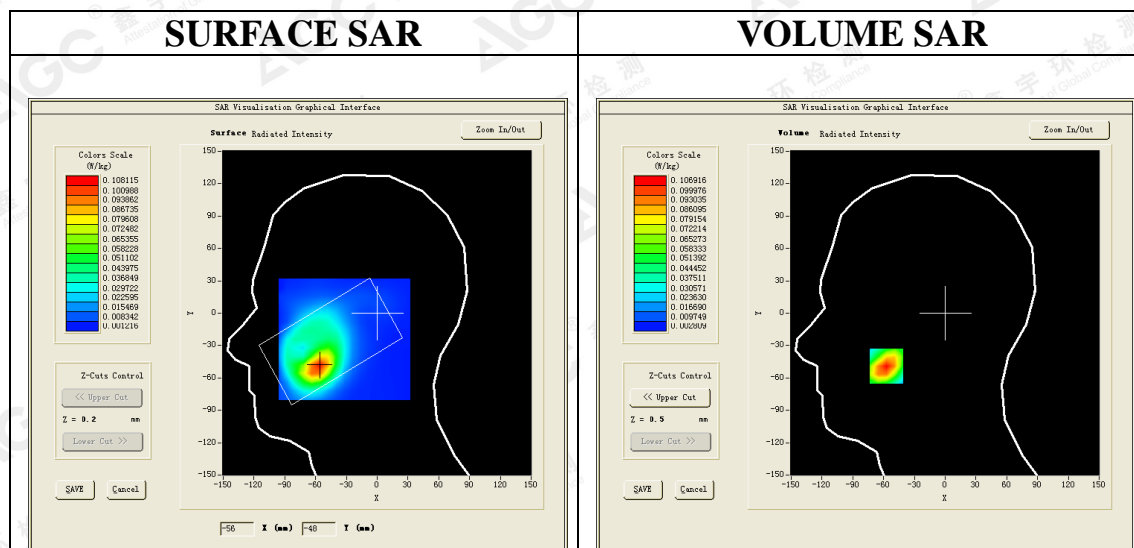 SURFACE SAR
VOLUME SAR
SAR Visualisation Graphical Interface
Surface Radiated Intensity
Zoom In/Out
Colors Scale
(W/kg)
0.108115
0.100988
0.093862
0.086735
0.079608
0.072482
0.065355
0.058228
0.051102
0.043975
0.036849
0.029722
0.022595
0.015469
0.008342
0.001216
150
120
90
60
30
0
-30
-60
-90
-120
-150
Y
-150 -120 -90 -60 -30 0 30 60 90 120 150
X
Z-Cuts Control
<< Upper Cut
Z = 0.2 mm
Lower Cut >>
SAVE
Cancel
-56 X (mm) -48 Y (mm)
SAR Visualisation Graphical Interface
Volume Radiated Intensity
Zoom In/Out
Colors Scale
(W/kg)
0.106916
0.099976
0.093035
0.086095
0.079154
0.072214
0.065273
0.058333
0.051392
0.044452
0.037511
0.030571
0.023630
0.016690
0.009749
0.002809
150
120
90
60
30
0
-30
-60
-90
-120
-150
Y
-150 -120 -90 -60 -30 0 30 60 90 120 150
X
Z-Cuts Control
<< Upper Cut
Z = 0.5 mm
Lower Cut >>
SAVE
Cancel
AGC